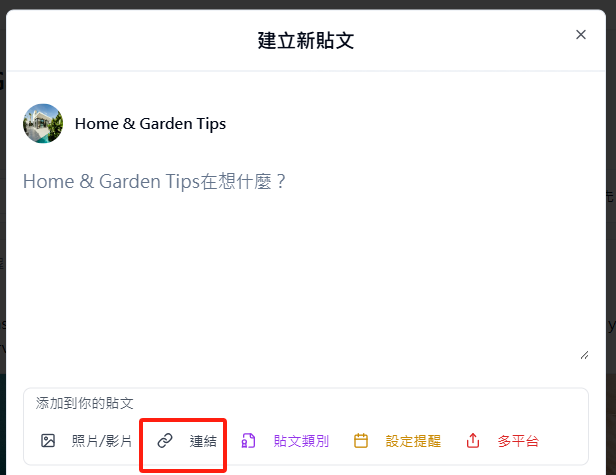 建立新貼文
Home & Garden Tips
Home & Garden Tips在想什麼？
添加到你的貼文
照片/影片 連結 貼文類別 設定提醒 多平台